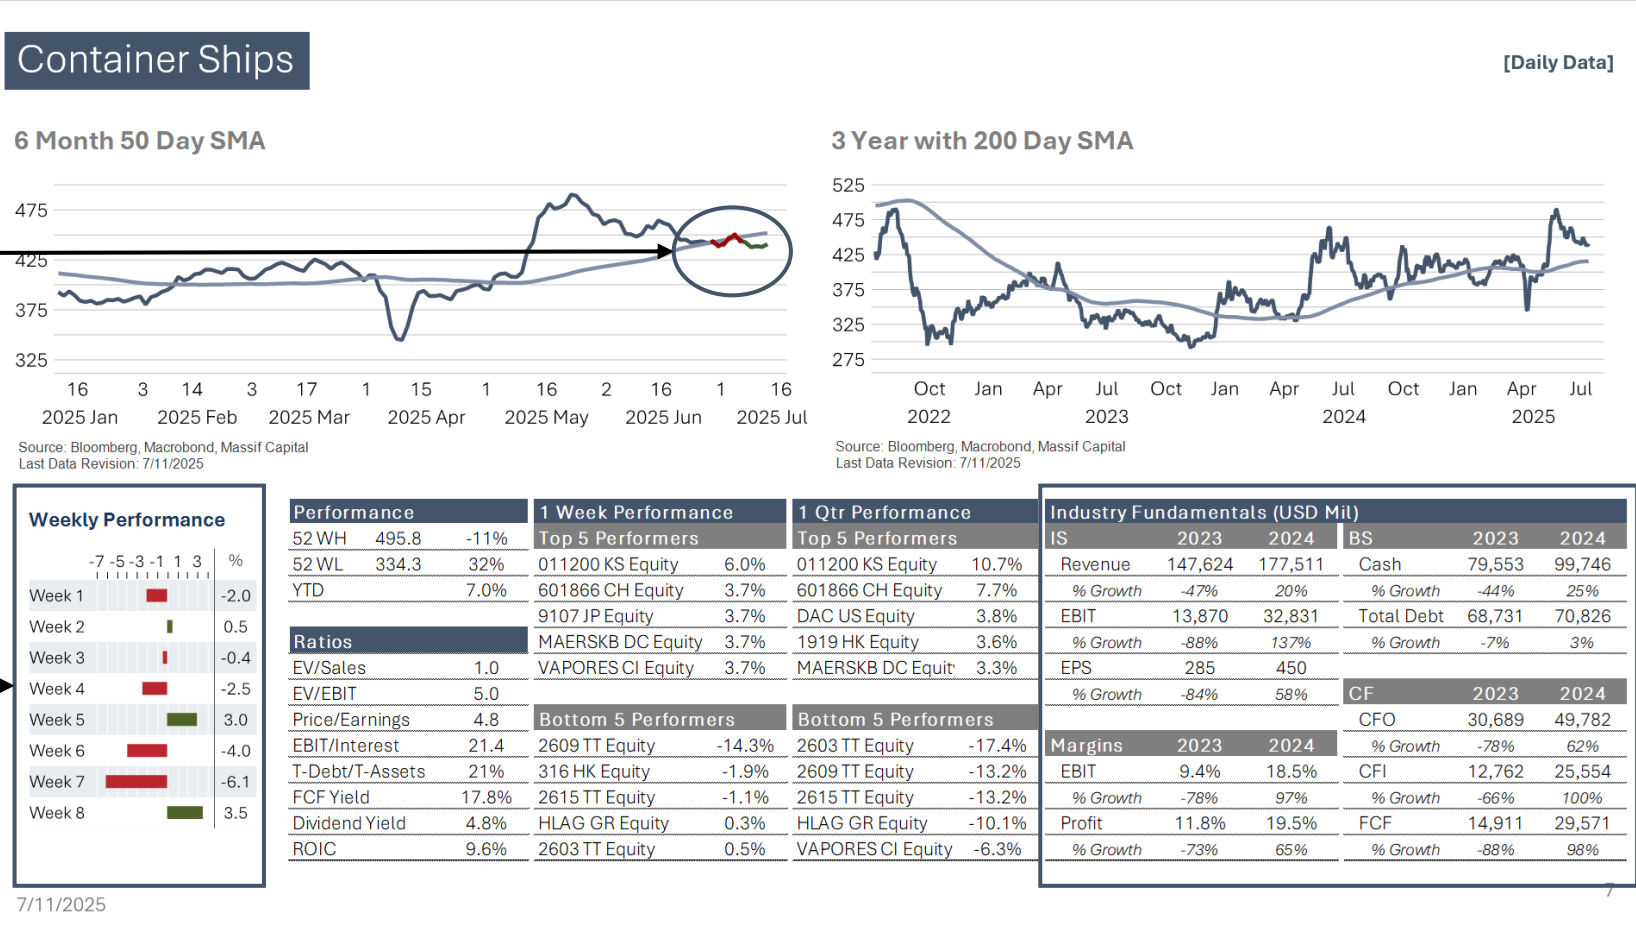 Container Ships
[Daily Data]
6 Month 50 Day SMA
475
425
375
325
16 3 14 3 17 1 15 1 16 2 16 1 16
2025 Jan 2025 Feb 2025 Mar 2025 Apr 2025 May 2025 Jun 2025 Jul
Source: Bloomberg, Macrobond, Massif Capital
Last Data Revision: 7/11/2025
3 Year with 200 Day SMA
525
475
425
375
325
275
Oct Jan Apr Jul Oct Jan Apr Jul Oct Jan Apr Jul
2022 2023 2024 2025
Source: Bloomberg, Macrobond, Massif Capital
Last Data Revision: 7/11/2025
Weekly Performance
-7 -5 -3 -1 1 3 %
Week 1 -2.0
Week 2 0.5
Week 3 -0.4
Week 4 -2.5
Week 5 3.0
Week 6 -4.0
Week 7 -6.1
Week 8 3.5
Performance
52 WH 495.8 -11%
52 WL 334.3 32%
YTD 7.0%
Ratios
EV/Sales 1.0
EV/EBIT 5.0
Price/Earnings 4.8
EBIT/Interest 21.4
T-Debt/T-Assets 21%
FCF Yield 17.8%
Dividend Yield 4.8%
ROIC 9.6%
1 Week Performance
Top 5 Performers
011200 KS Equity 6.0%
601866 CH Equity 3.7%
9107 JP Equity 3.7%
MAERSKB DC Equity 3.7%
VAPORES CI Equity 3.7%
Bottom 5 Performers
2609 TT Equity -14.3%
316 HK Equity -1.9%
2615 TT Equity -1.1%
HLAG GR Equity 0.3%
2603 TT Equity 0.5%
1 Qtr Performance
Top 5 Performers
011200 KS Equity 10.7%
601866 CH Equity 7.7%
DAC US Equity 3.8%
1919 HK Equity 3.6%
MAERSKB DC Equit 3.3%
Bottom 5 Performers
2603 TT Equity -17.4%
2609 TT Equity -13.2%
2615 TT Equity -13.2%
HLAG GR Equity -10.1%
VAPORES CI Equity -6.3%
Industry Fundamentals (USD Mil)
IS 2023 2024
Revenue 147,624 177,511
% Growth -47% 20%
EBIT 13,870 32,831
% Growth -88% 137%
EPS 285 450
% Growth -84% 58%
Margins 2023 2024
EBIT 9.4% 18.5%
% Growth -78% 97%
Profit 11.8% 19.5%
% Growth -73% 65%
BS 2023 2024
Cash 79,553 99,746
% Growth -44% 25%
Total Debt 68,731 70,826
% Growth -7% 3%
CF 2023 2024
CFO 30,689 49,782
% Growth -78% 62%
CFI 12,762 25,554
% Growth -66% 100%
FCF 14,911 29,571
% Growth -88% 98%
7/11/2025
7